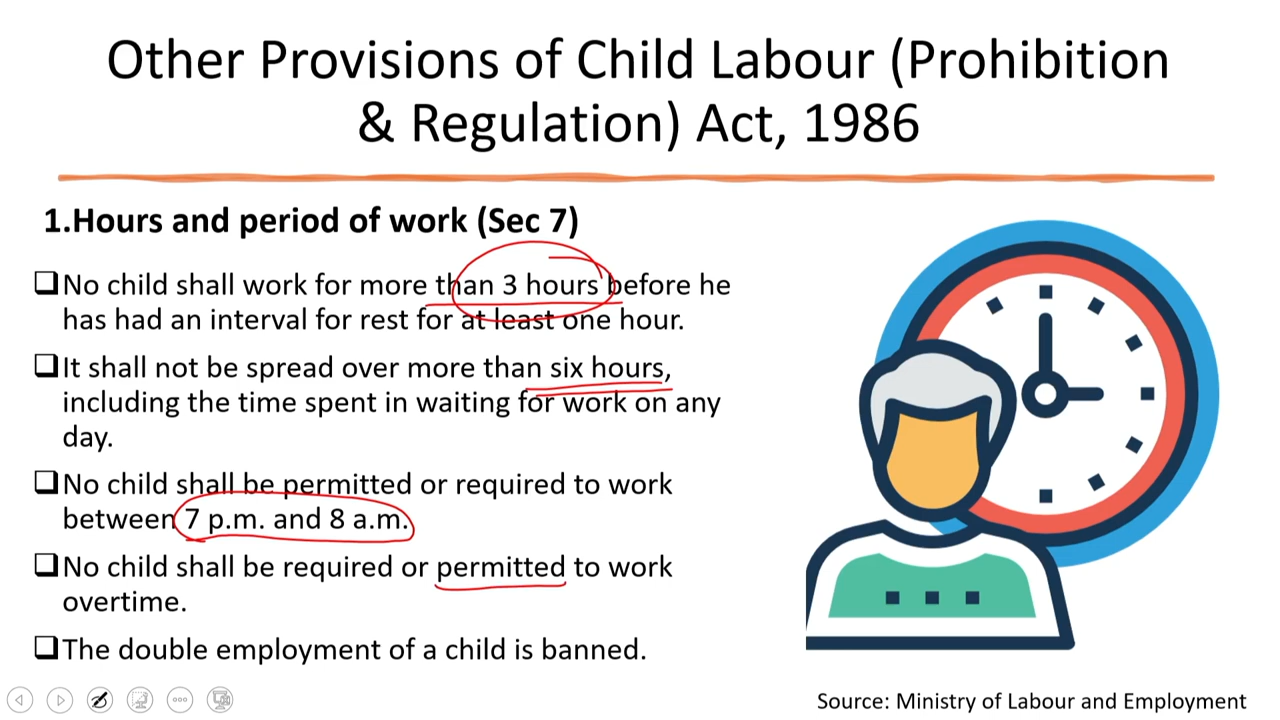 Other Provisions of Child Labour (Prohibition
& Regulation) Act, 1986
1.Hours and period of work (Sec 7)
❑No child shall work for more than 3 hours before he
has had an interval for rest for at least one hour.
❑It shall not be spread over more than six hours,
including the time spent in waiting for work on any
day.
❑No child shall be permitted or required to work
between 7 p.m. and 8 a.m.
❑No child shall be required or permitted to work
overtime.
❑The double employment of a child is banned.
Source: Ministry of Labour and Employment